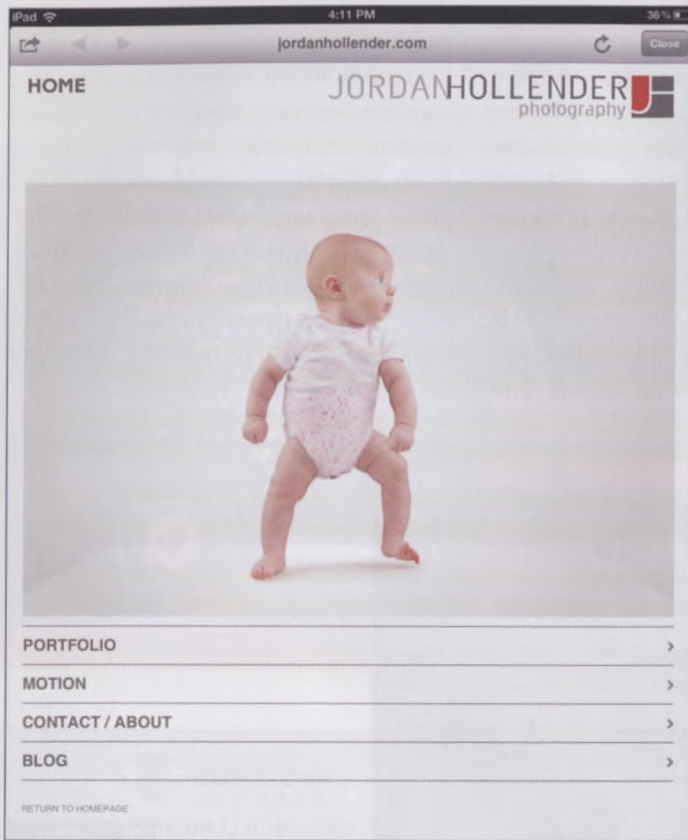 iPad 4:11 PM 36%
jordanhollender.com Close
HOME
JORDANHOLLENDER
photography
PORTFOLIO
MOTION
CONTACT / ABOUT
BLOG
RETURN TO HOMEPAGE